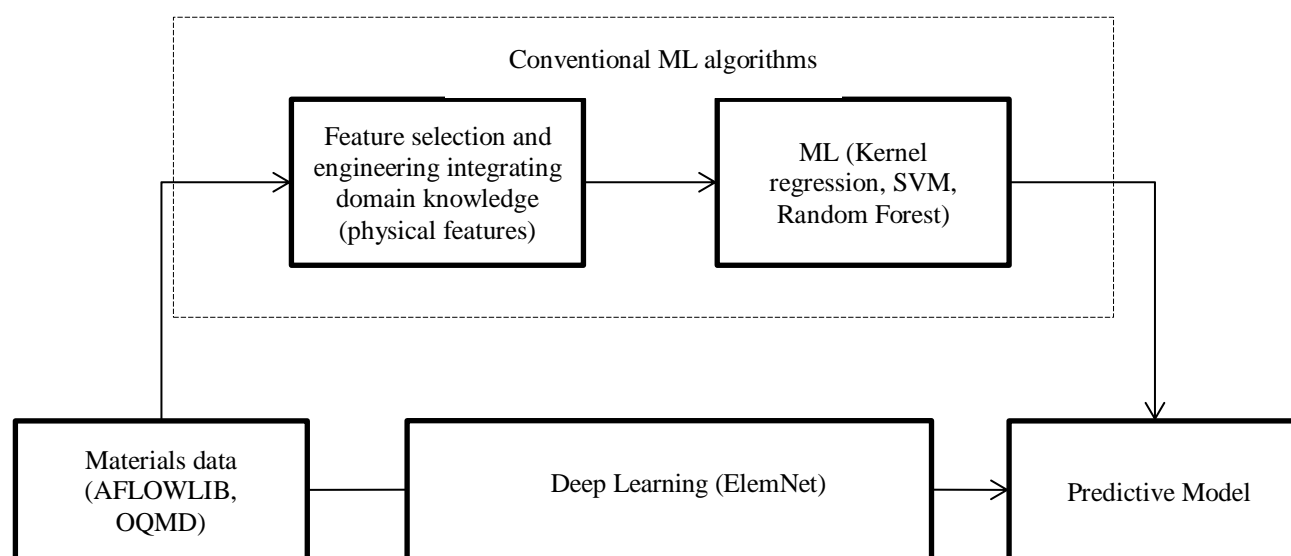 Conventional ML algorithms
Feature selection and
engineering integrating
domain knowledge
(physical features)
ML (Kernel
regression, SVM,
Random Forest)
Materials data
(AFLOWLIB,
OQMD)
Deep Learning (ElemNet)
Predictive Model